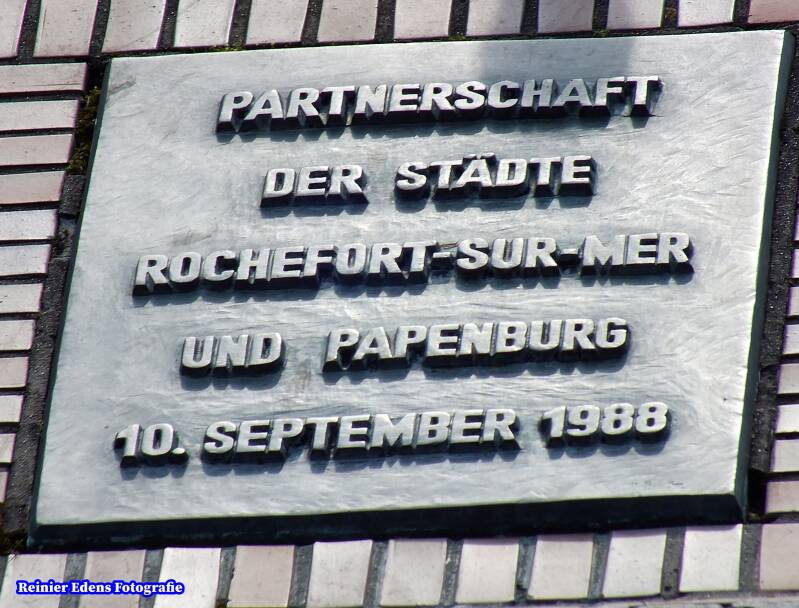 PARTNERSCHAFT
DER STÄDTE
ROCHEFORT-SUR-MER
UND PAPENBURG
10. SEPTEMBER 1988
Reinier Edens Fotografie